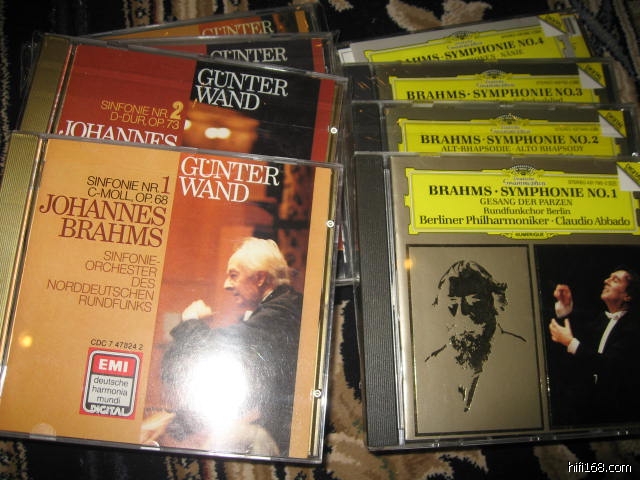 GÜNTER
GÜNTER
WAND
SINFONIE NR. 2
D-DUR, OP. 73
JOHANNES
GÜNTER
WAND
SINFONIE NR. 1
C-MOLL, OP. 68
JOHANNES
BRAHMS
SINFONIE-
ORCHESTER
DES
NORDDEUTSCHEN
RUNDFUNKS
CDC 7 47824 2
EMI
deutsche
harmonia
mundi
DIGITAL
BRAHMS · SYMPHONIE NO. 4
NÄNIE
BRAHMS · SYMPHONIE NO. 3
BRAHMS · SYMPHONIE NO. 2
ALT-RHAPSODIE · ALTO RHAPSODY
BRAHMS · SYMPHONIE NO. 1
GESANG DER PARZEN
Rundfunkchor Berlin
Berliner Philharmoniker · Claudio Abbado
NUMERIQUE
hifi168.com